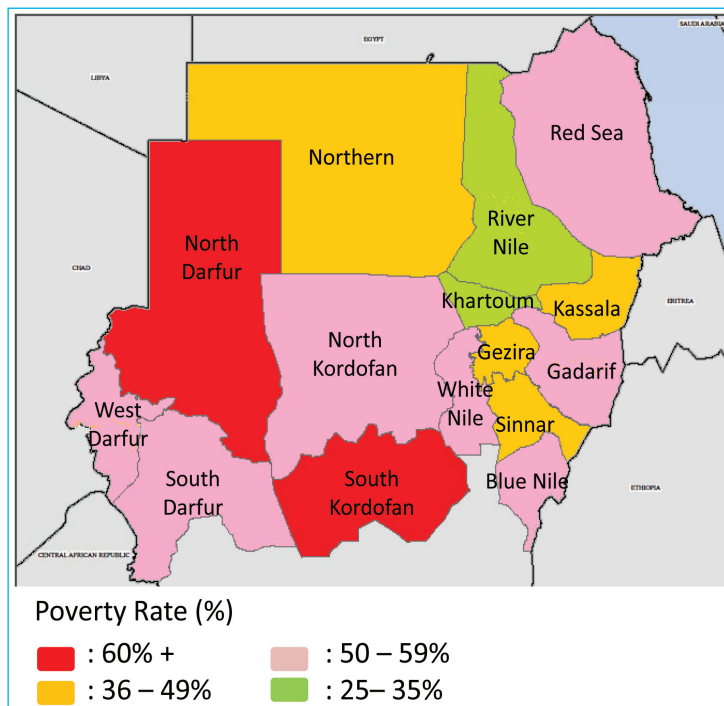 SAUDI ARABIA
EGYPT
LIBYA
Red Sea
Northern
River
Nile
North
Darfur
CHAD
Khartoum
Kassala
ERITREA
North
Kordofan
Gezira
Gadarif
White
Nile
West
Darfur
Sinnar
South
Darfur
South
Kordofan
Blue Nile
ETHIOPIA
CENTRAL AFRICAN REPUBLIC
Poverty Rate (%)
: 60% +
: 50 – 59%
: 36 – 49%
: 25– 35%